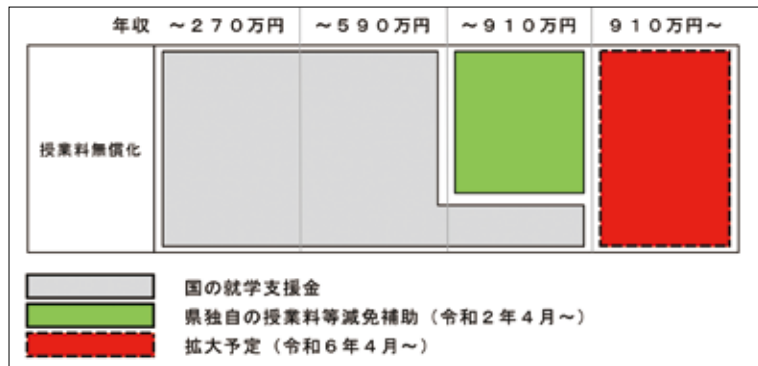 年収 ～２７０万円 ～５９０万円 ～９１０万円 ９１０万円～
授業料無償化
国の就学支援金
県独自の授業料等減免補助（令和２年４月～）
拡大予定（令和６年４月～）